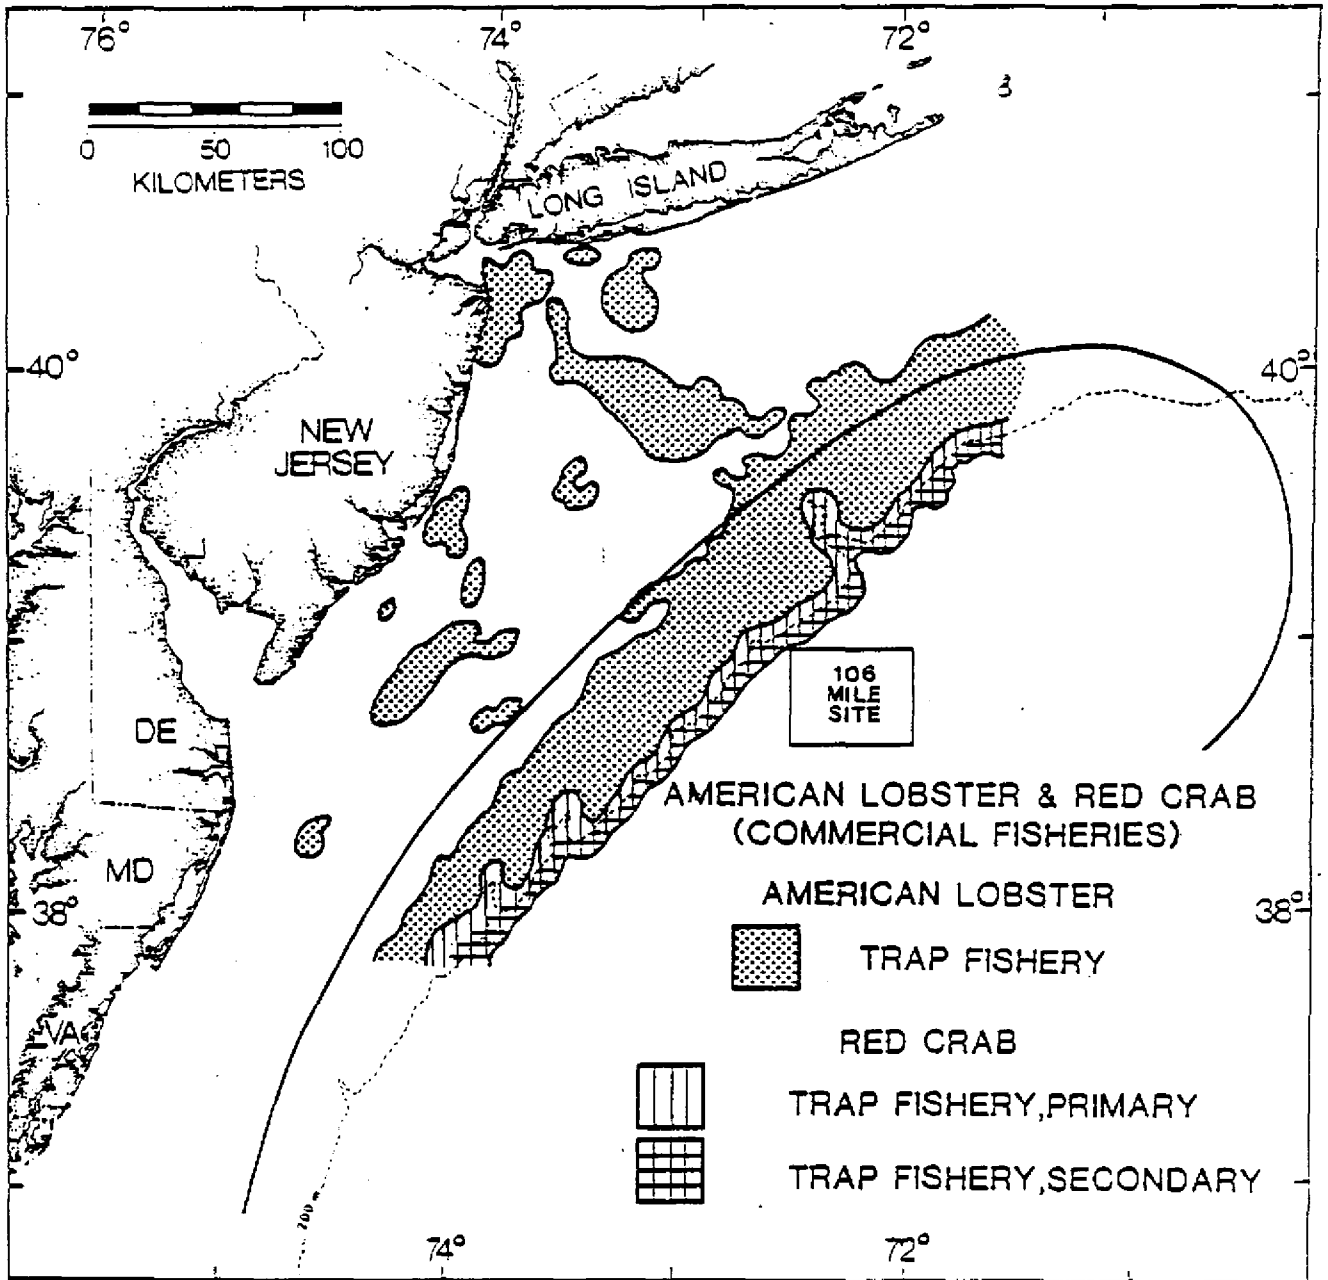 76° 74° 72°
0 50 100
KILOMETERS
LONG ISLAND
40° 40°
NEW
JERSEY
106
MILE
SITE
DE
AMERICAN LOBSTER & RED CRAB
(COMMERCIAL FISHERIES)
MD
AMERICAN LOBSTER
38° 38°
TRAP FISHERY
VA
RED CRAB
TRAP FISHERY,PRIMARY
TRAP FISHERY,SECONDARY
200 m
74° 72°